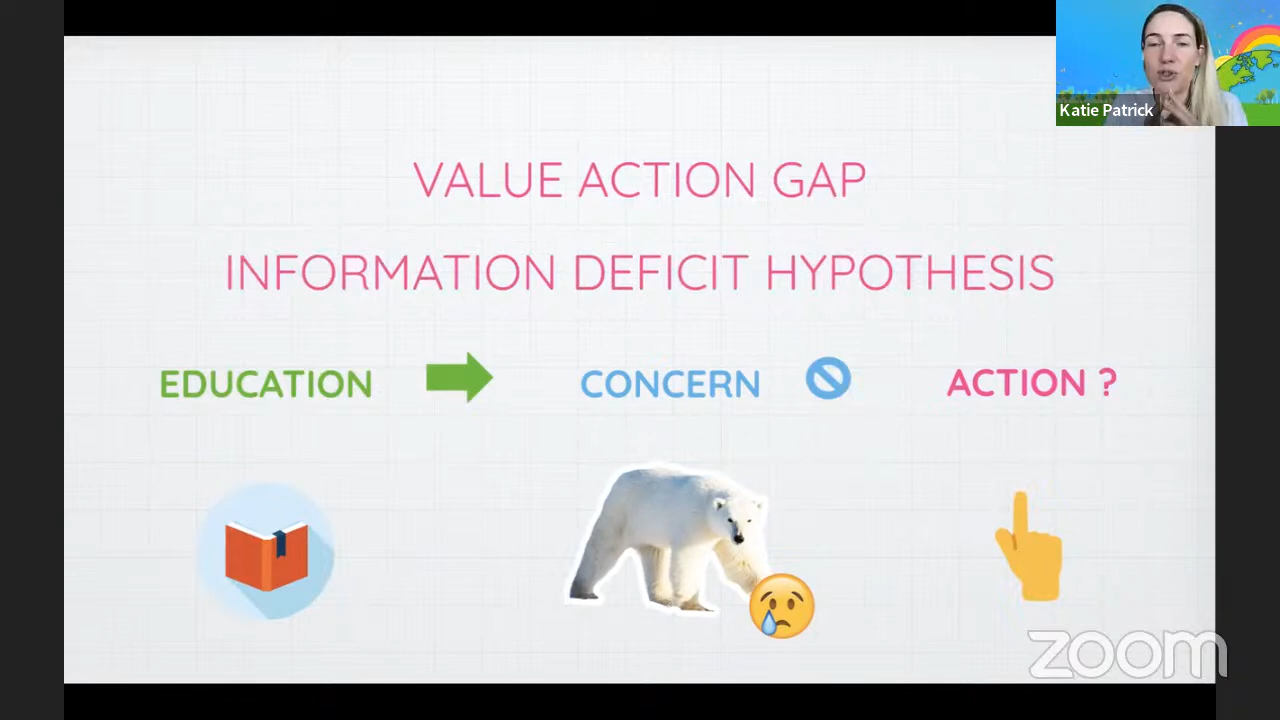 Katie Patrick
VALUE ACTION GAP
INFORMATION DEFICIT HYPOTHESIS
EDUCATION CONCERN ACTION ?
zoom